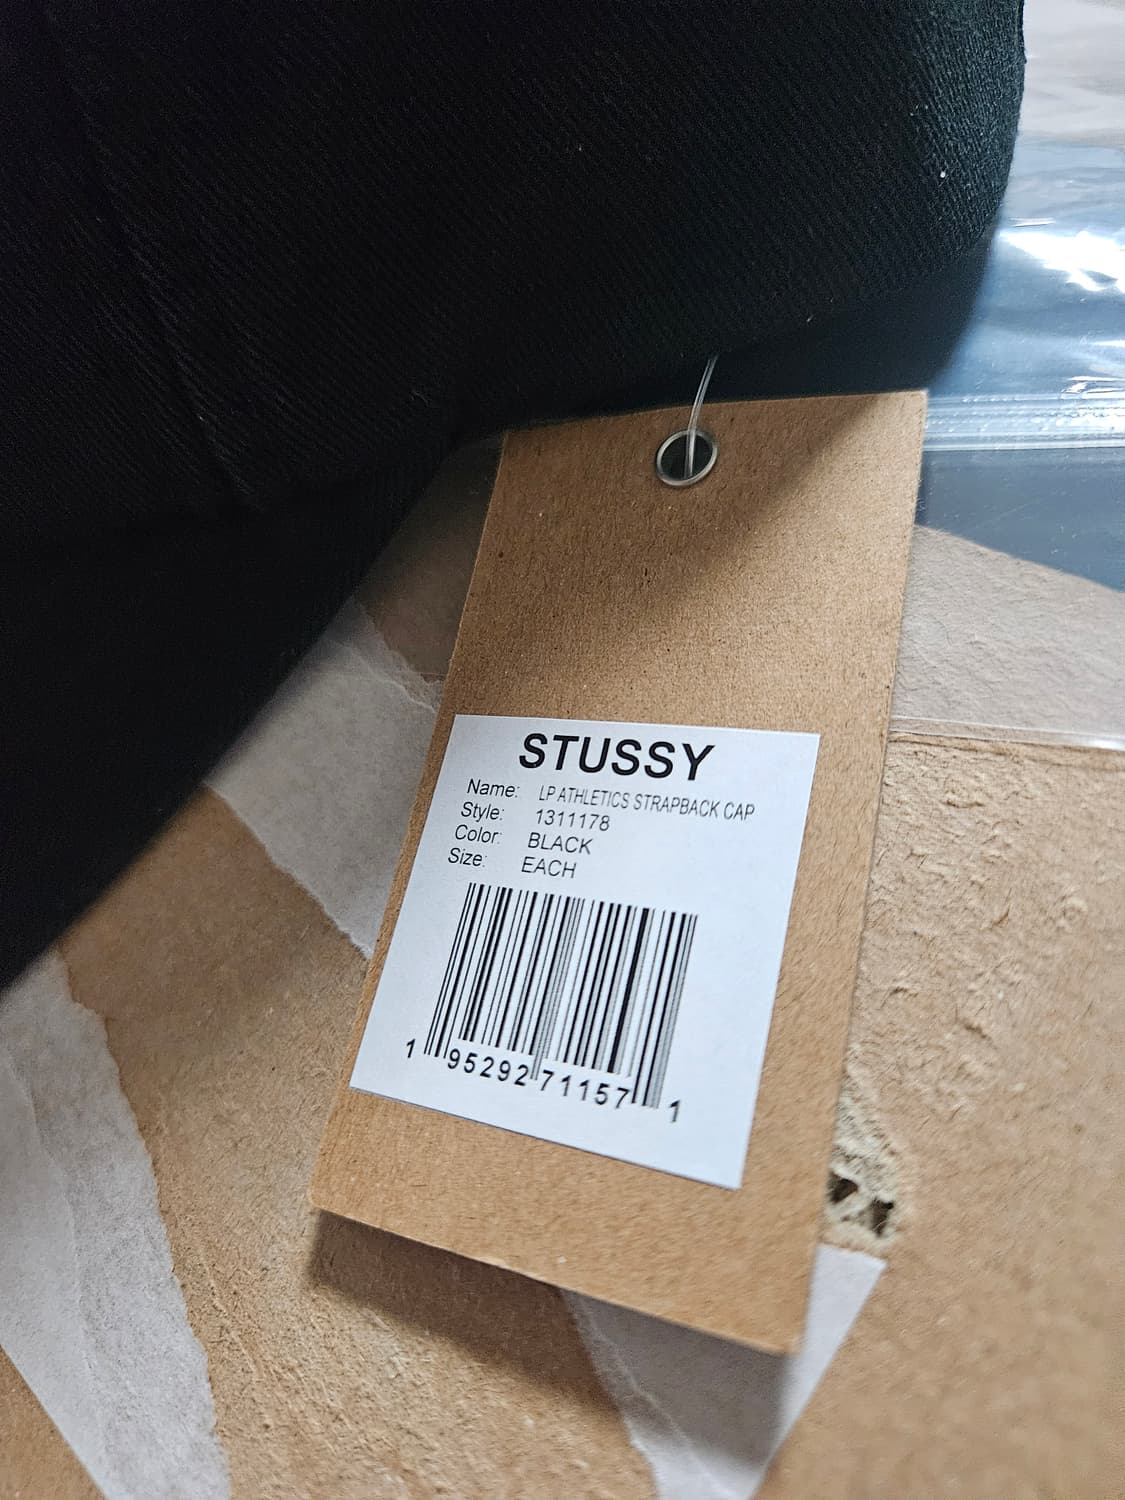 STUSSY
Name: LP ATHLETICS STRAPBACK CAP
Style: 1311178
Color: BLACK
Size: EACH
1 95292 71157 1